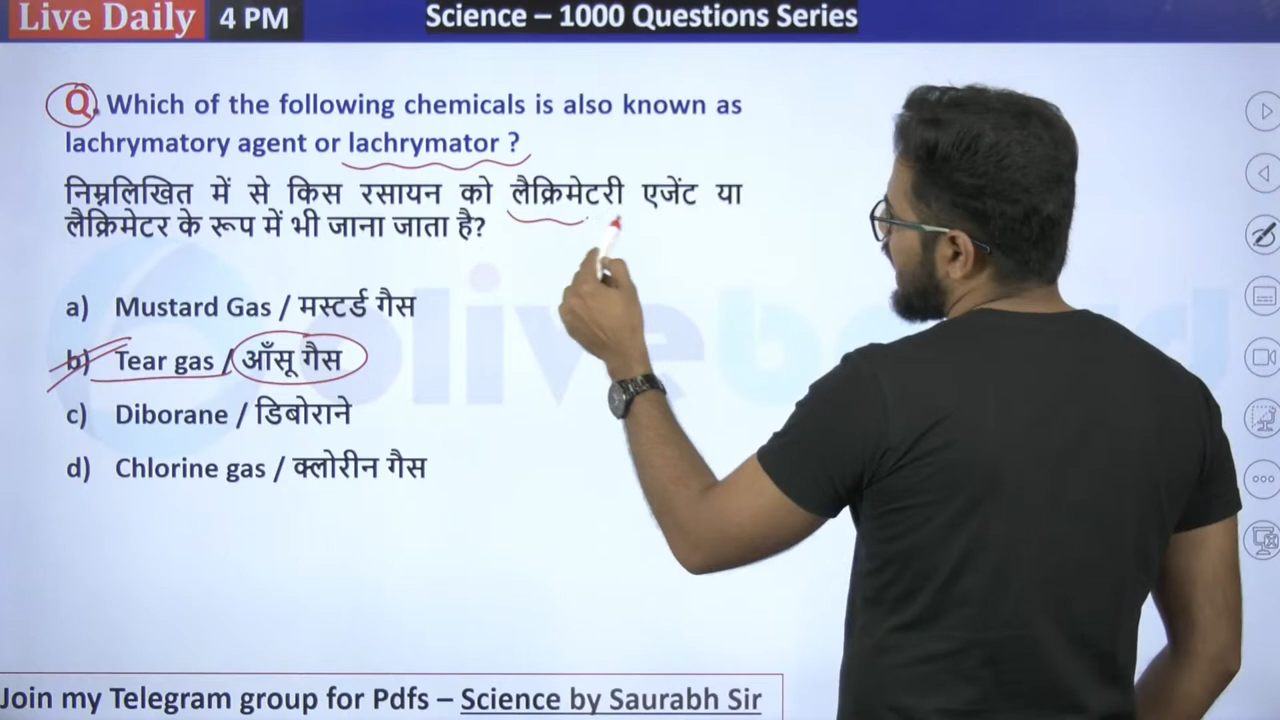 Live Daily 4 PM
Science – 1000 Questions Series
Q. Which of the following chemicals is also known as
lachrymatory agent or lachrymator ?
निम्नलिखित में से किस रसायन को लैक्रिमेटरी एजेंट या
लैक्रिमेटर के रूप में भी जाना जाता है?
a) Mustard Gas / मस्टर्ड गैस
b) Tear gas / आँसू गैस
c) Diborane / डिबोराने
d) Chlorine gas / क्लोरीन गैस
oliveboard
Join my Telegram group for Pdfs – Science by Saurabh Sir